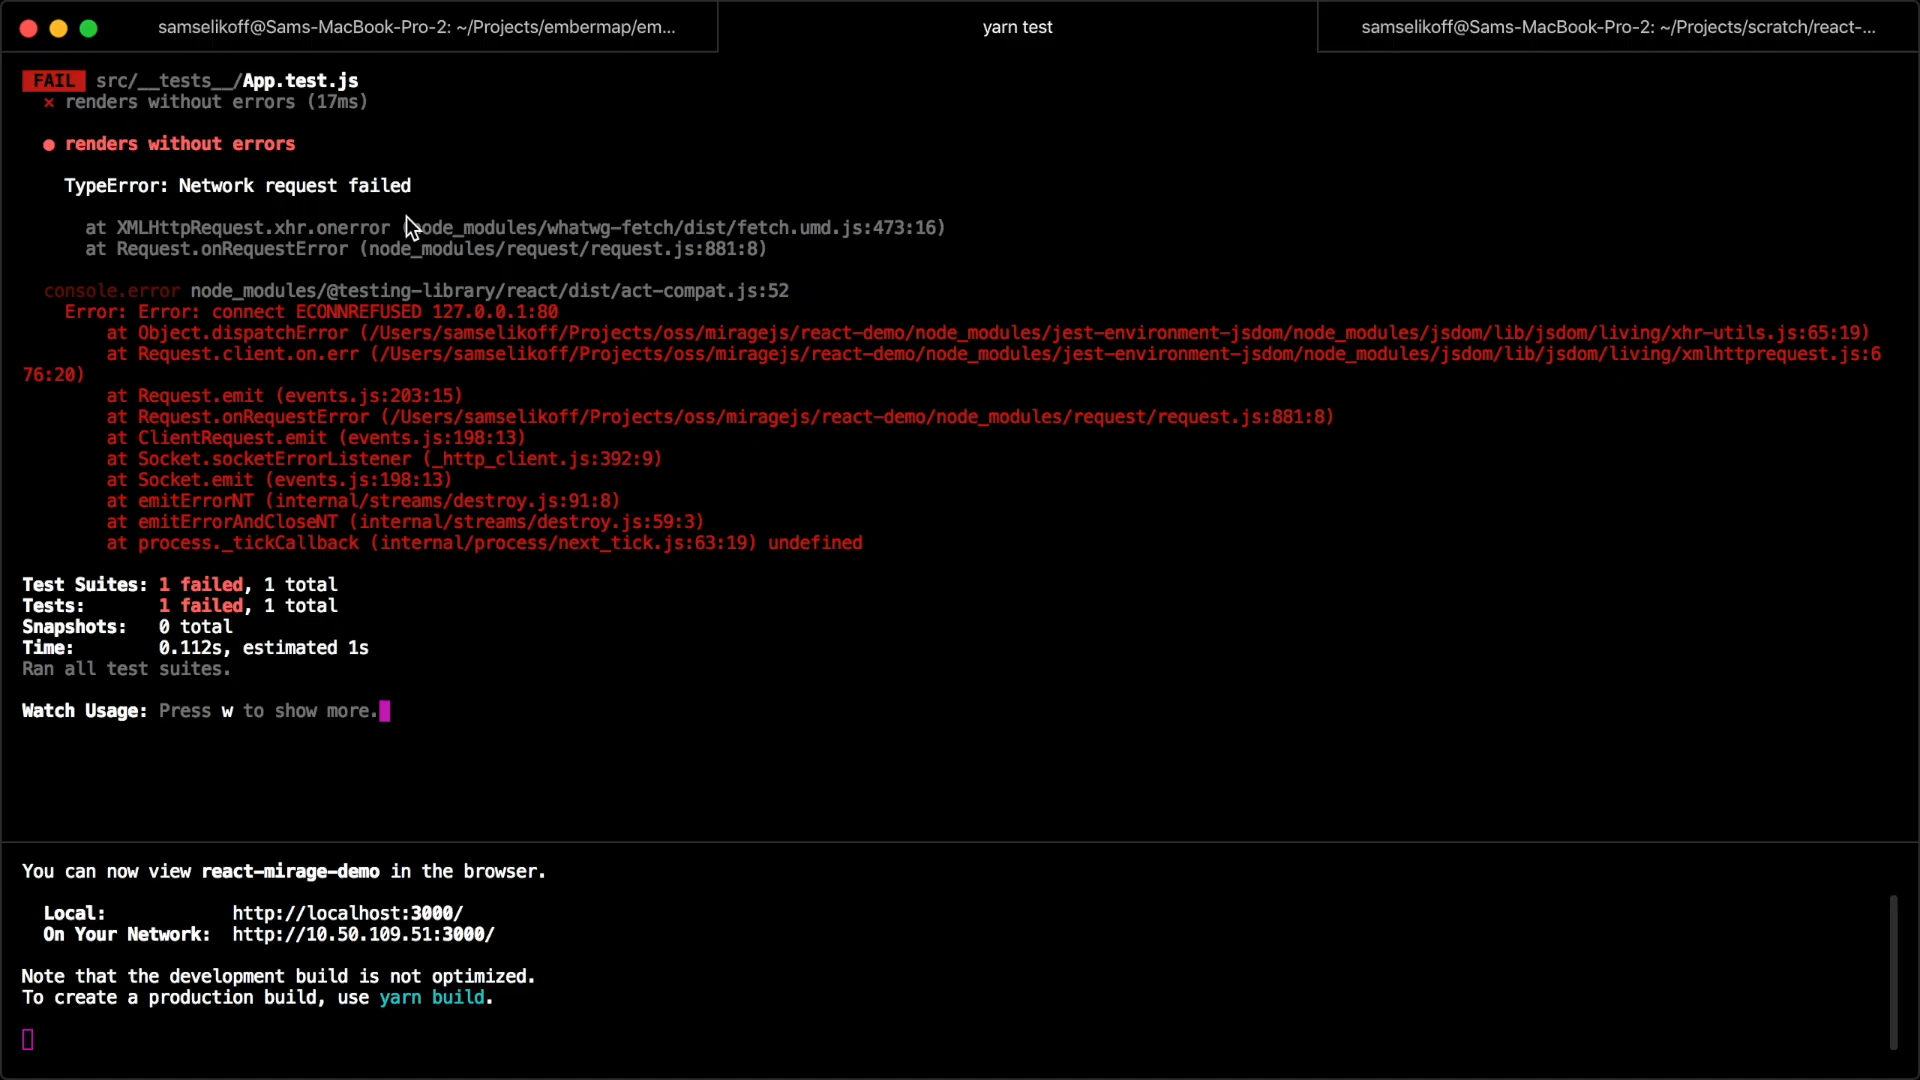 samselikoff@Sams-MacBook-Pro-2: ~/Projects/embermap/em...
yarn test
samselikoff@Sams-MacBook-Pro-2: ~/Projects/scratch/react-...
FAIL src/__tests__/App.test.js
× renders without errors (17ms)
● renders without errors
TypeError: Network request failed
at XMLHttpRequest.xhr.onerror (node_modules/whatwg-fetch/dist/fetch.umd.js:473:16)
at Request.onRequestError (node_modules/request/request.js:881:8)
console.error node_modules/@testing-library/react/dist/act-compat.js:52
Error: Error: connect ECONNREFUSED 127.0.0.1:80
at Object.dispatchError (/Users/samselikoff/Projects/oss/miragejs/react-demo/node_modules/jest-environment-jsdom/node_modules/jsdom/lib/jsdom/living/xhr-utils.js:65:19)
at Request.client.on.err (/Users/samselikoff/Projects/oss/miragejs/react-demo/node_modules/jest-environment-jsdom/node_modules/jsdom/lib/jsdom/living/xmlhttprequest.js:6
76:20)
at Request.emit (events.js:203:15)
at Request.onRequestError (/Users/samselikoff/Projects/oss/miragejs/react-demo/node_modules/request/request.js:881:8)
at ClientRequest.emit (events.js:198:13)
at Socket.socketErrorListener (_http_client.js:392:9)
at Socket.emit (events.js:198:13)
at emitErrorNT (internal/streams/destroy.js:91:8)
at emitErrorAndCloseNT (internal/streams/destroy.js:59:3)
at process._tickCallback (internal/process/next_tick.js:63:19) undefined
Test Suites: 1 failed, 1 total
Tests: 1 failed, 1 total
Snapshots: 0 total
Time: 0.112s, estimated 1s
Ran all test suites.
Watch Usage: Press w to show more.
You can now view react-mirage-demo in the browser.
Local: http://localhost:3000/
On Your Network: http://10.50.109.51:3000/
Note that the development build is not optimized.
To create a production build, use yarn build.